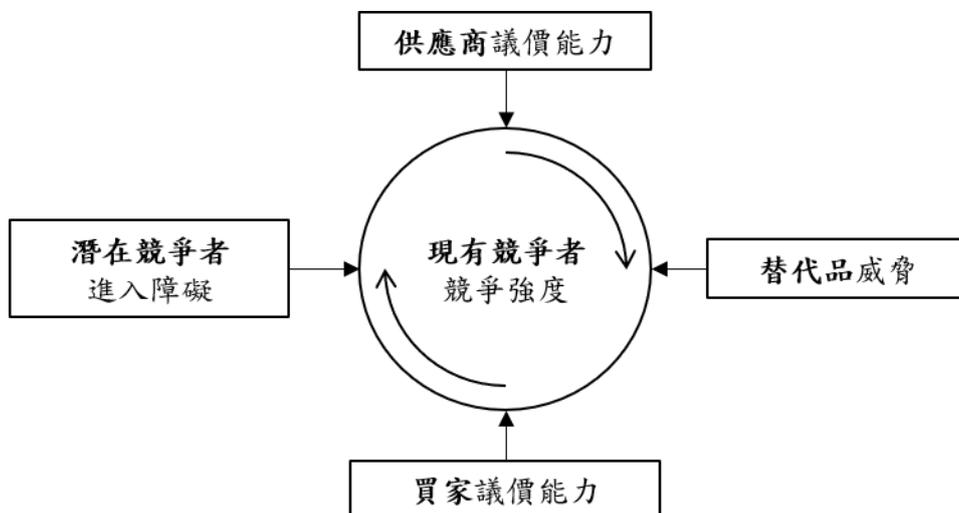 供應商議價能力
潛在競爭者
進入障礙
現有競爭者
競爭強度
替代品威脅
買家議價能力